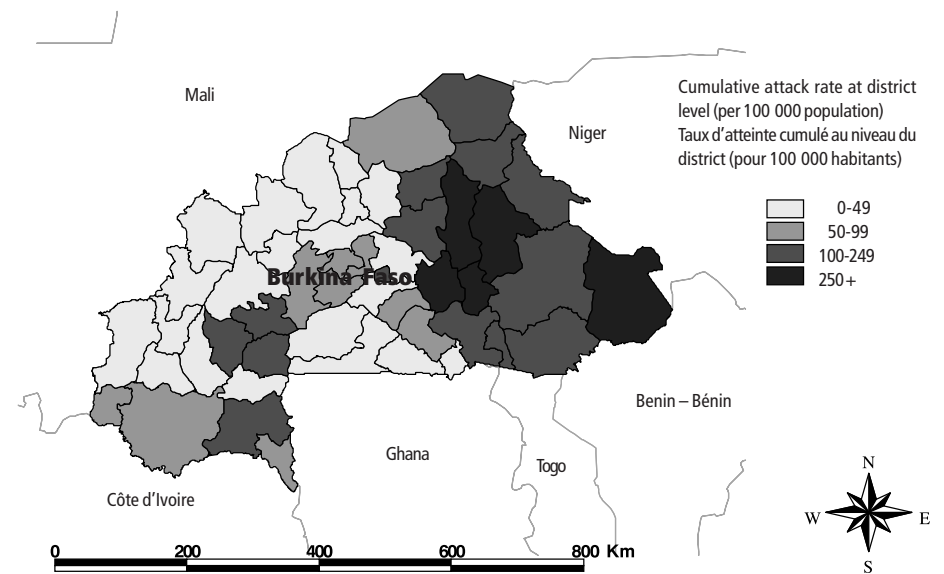 Mali
Niger
Cumulative attack rate at district
level (per 100 000 population)
Taux d'atteinte cumulé au niveau du
district (pour 100 000 habitants)
0-49
50-99
100-249
250+
Burkina Faso
Benin – Bénin
Ghana
Togo
Côte d'Ivoire
N
W
E
S
0 200 400 600 800 Km